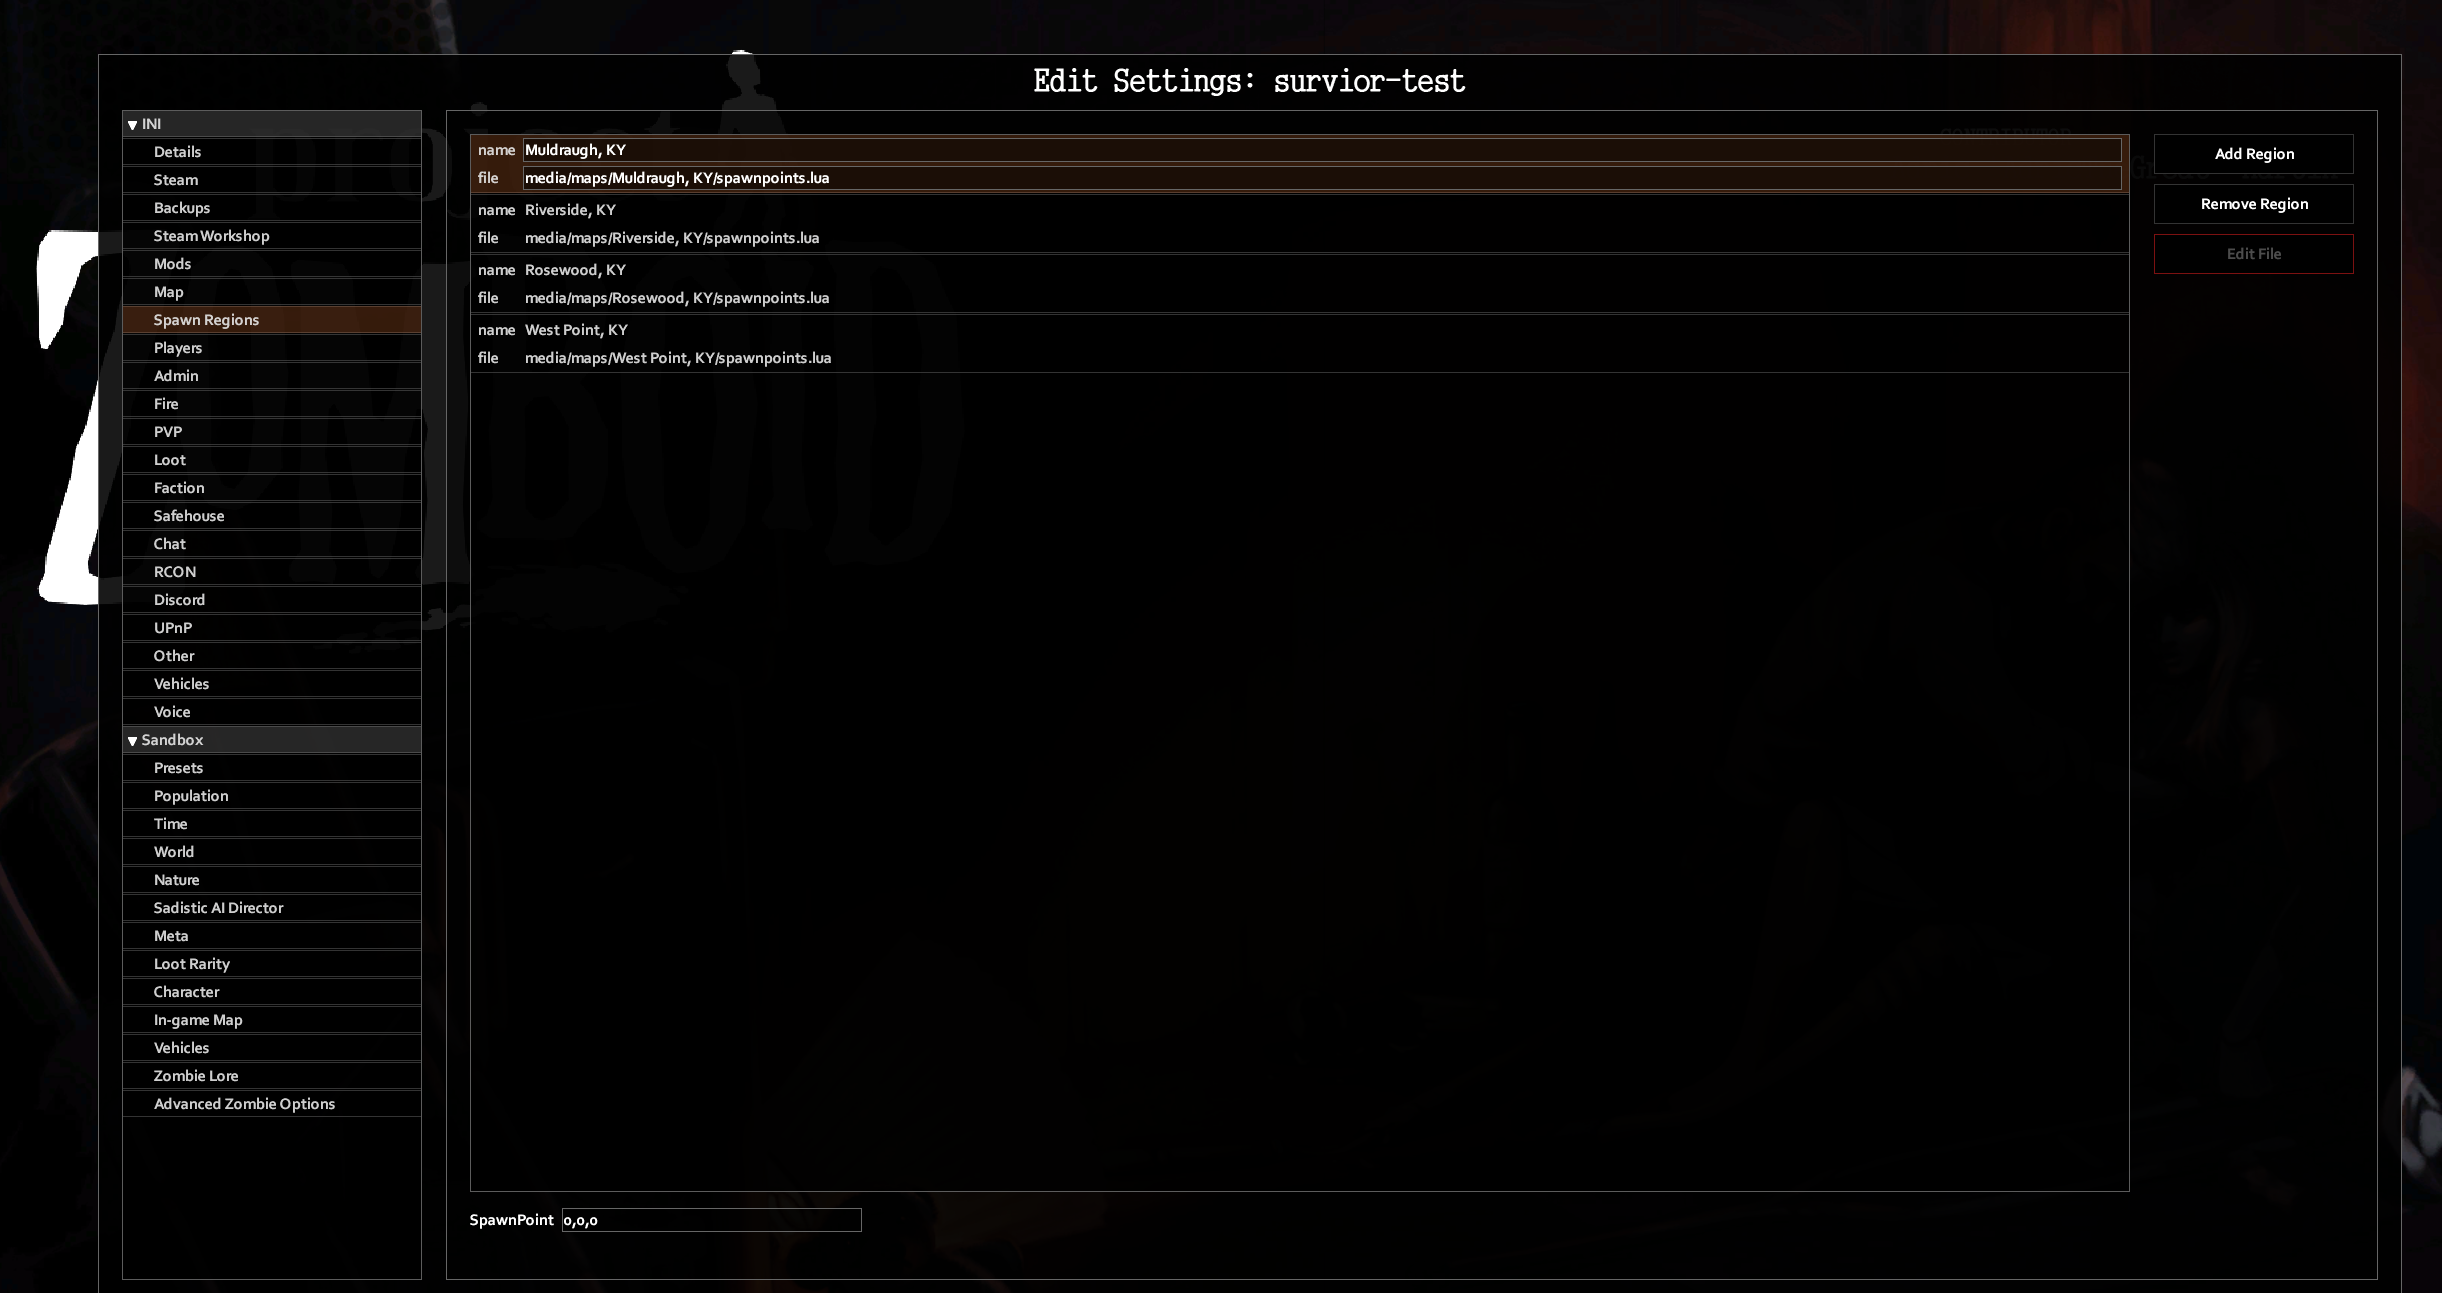 Edit Settings: survior-test
INI
Details
Steam
Backups
Steam Workshop
Mods
Map
Spawn Regions
Players
Admin
Fire
PVP
Loot
Faction
Safehouse
Chat
RCON
Discord
UPnP
Other
Vehicles
Voice
Sandbox
Presets
Population
Time
World
Nature
Sadistic AI Director
Meta
Loot Rarity
Character
In-game Map
Vehicles
Zombie Lore
Advanced Zombie Options
name Muldraugh, KY
file media/maps/Muldraugh, KY/spawnpoints.lua
name Riverside, KY
file media/maps/Riverside, KY/spawnpoints.lua
name Rosewood, KY
file media/maps/Rosewood, KY/spawnpoints.lua
name West Point, KY
file media/maps/West Point, KY/spawnpoints.lua
SpawnPoint 0,0,0
Add Region
Remove Region
Edit File
project
ZOMBOID